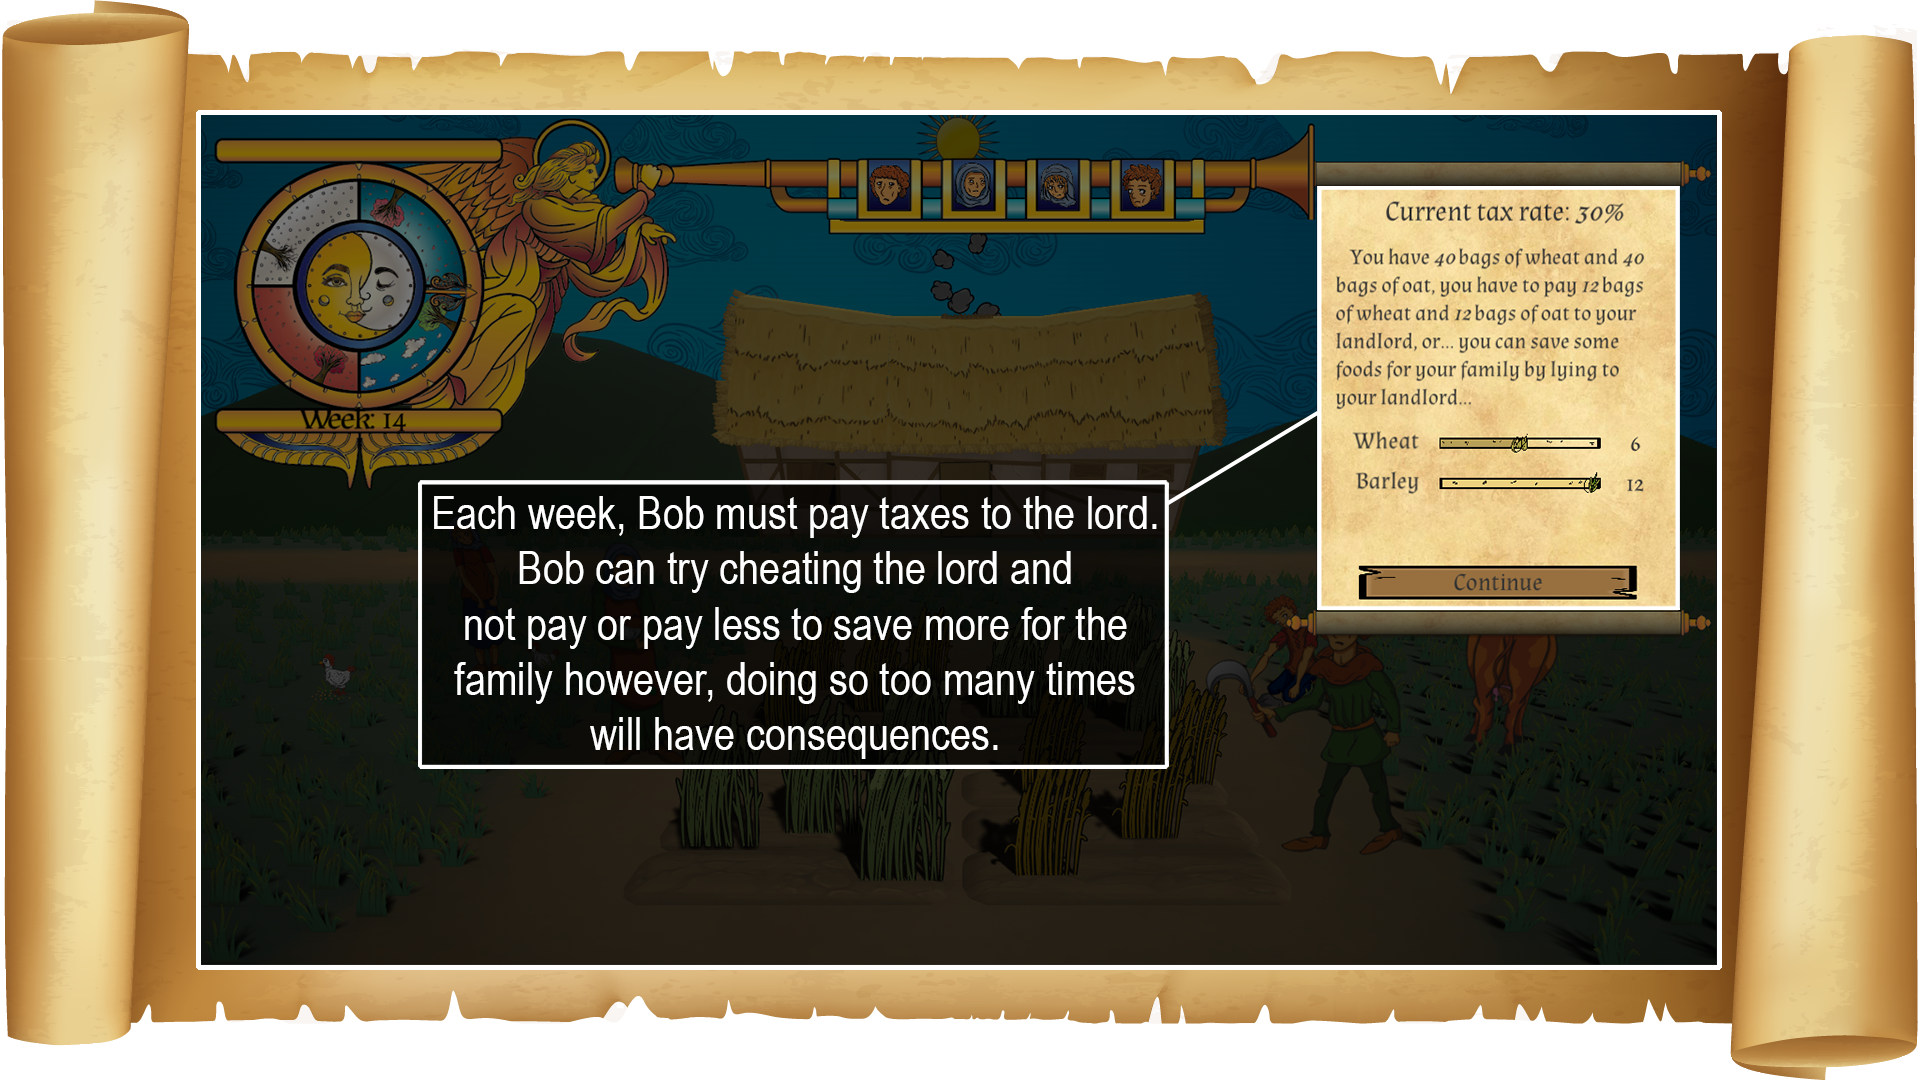 Current tax rate: 30%
You have 40 bags of wheat and 40
bags of oat, you have to pay 12 bags
of wheat and 12 bags of oat to your
landlord, or... you can save some
foods for your family by lying to
your landlord...
Wheat 6
Barley 12
Continue
Week: 14
Each week, Bob must pay taxes to the lord.
Bob can try cheating the lord and
not pay or pay less to save more for the
family however, doing so too many times
will have consequences.